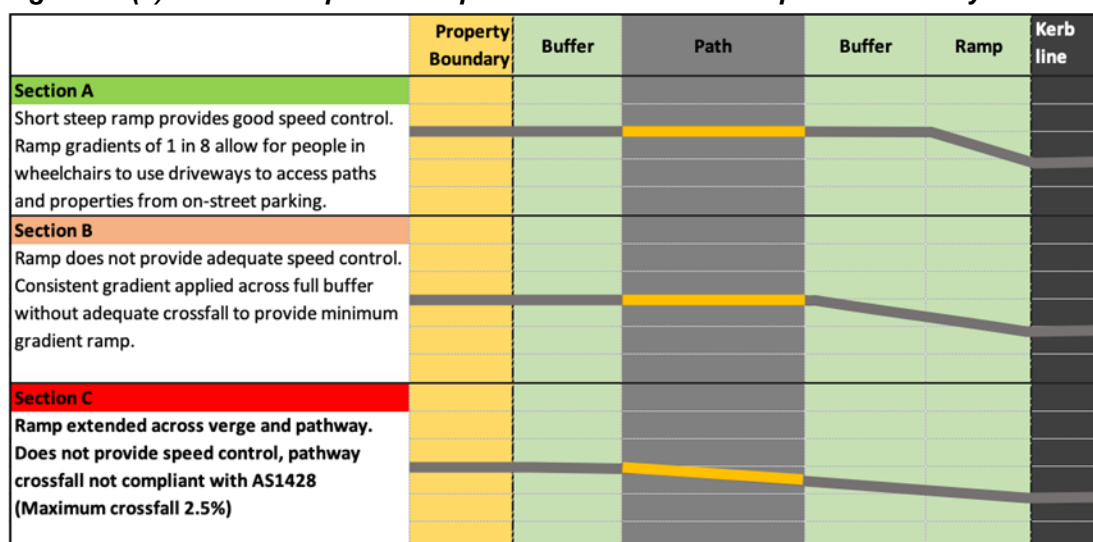 Property Boundary
Buffer
Path
Buffer
Ramp
Kerb line
Section A
Short steep ramp provides good speed control.
Ramp gradients of 1 in 8 allow for people in
wheelchairs to use driveways to access paths
and properties from on-street parking.
Section B
Ramp does not provide adequate speed control.
Consistent gradient applied across full buffer
without adequate crossfall to provide minimum
gradient ramp.
Section C
Ramp extended across verge and pathway.
Does not provide speed control, pathway
crossfall not compliant with AS1428
(Maximum crossfall 2.5%)